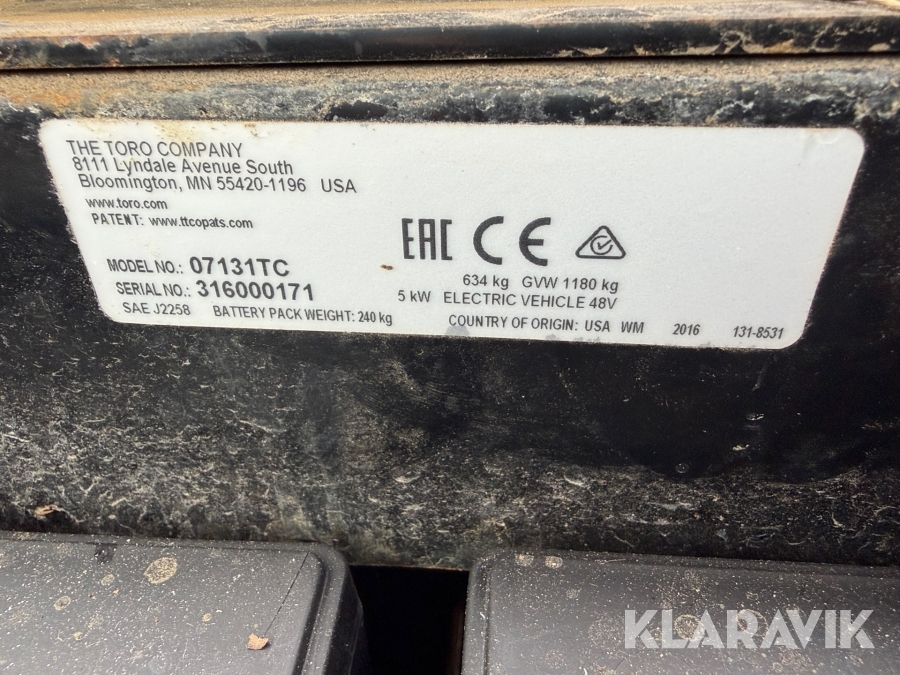 THE TORO COMPANY
8111 Lyndale Avenue South
Bloomington, MN 55420-1196 USA
www.toro.com
PATENT: www.ttcopats.com
EAC CE
MODEL NO.: 07131TC
634 kg GVW 1180 kg
SERIAL NO.: 316000171
5 kW ELECTRIC VEHICLE 48V
SAE J2258 BATTERY PACK WEIGHT: 240 kg
COUNTRY OF ORIGIN: USA WM 2016 131-8531
KLARAVIK